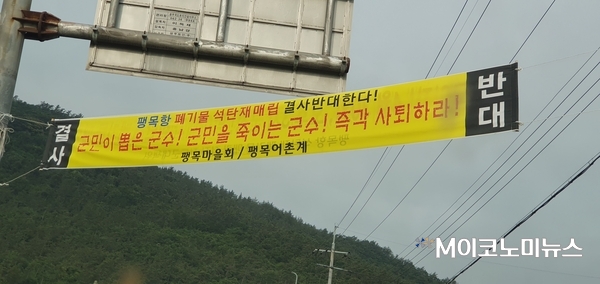 결사
팽목항 폐기물 석탄재매립 결사반대한다!
군민이 뽑은 군수! 군민을 죽이는 군수! 즉각 사퇴하라!
팽목마을회 / 팽목어촌계
반대
M이코노미뉴스